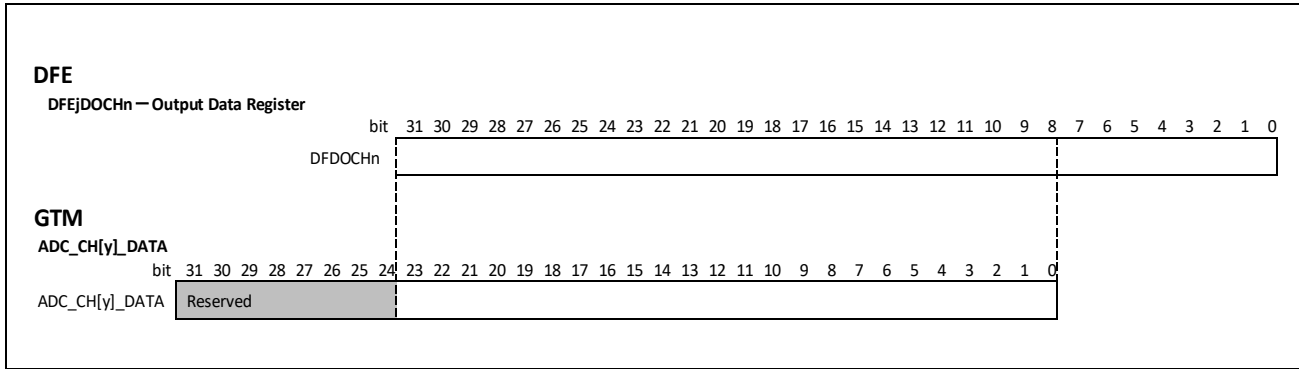 DFE
DFEjDOCHn－Output Data Register
bit 31 30 29 28 27 26 25 24 23 22 21 20 19 18 17 16 15 14 13 12 11 10 9 8 7 6 5 4 3 2 1 0
DFDOCHn
GTM
ADC_CH[y]_DATA
bit 31 30 29 28 27 26 25 24 23 22 21 20 19 18 17 16 15 14 13 12 11 10 9 8 7 6 5 4 3 2 1 0
ADC_CH[y]_DATA Reserved